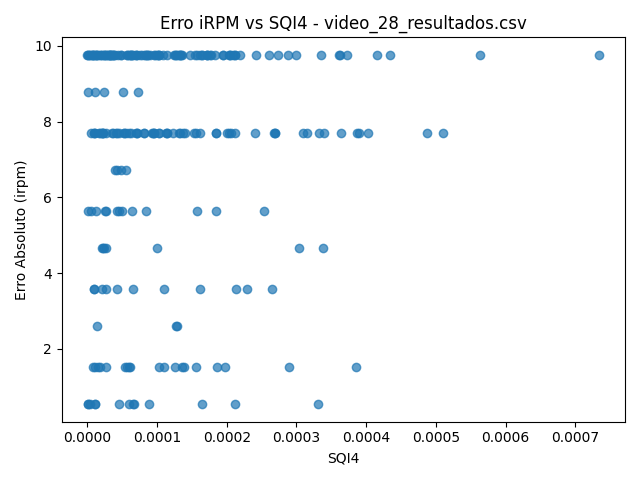 Erro iRPM vs SQI4 - video_28_resultados.csv
Erro Absoluto (irpm)
10
8
6
4
2
0.0000 0.0001 0.0002 0.0003 0.0004 0.0005 0.0006 0.0007
SQI4